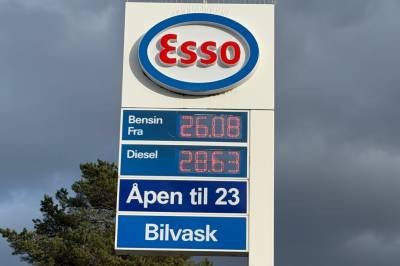 Esso
Bensin
Fra
26.08
Diesel
28.63
Åpen til 23
Bilvask